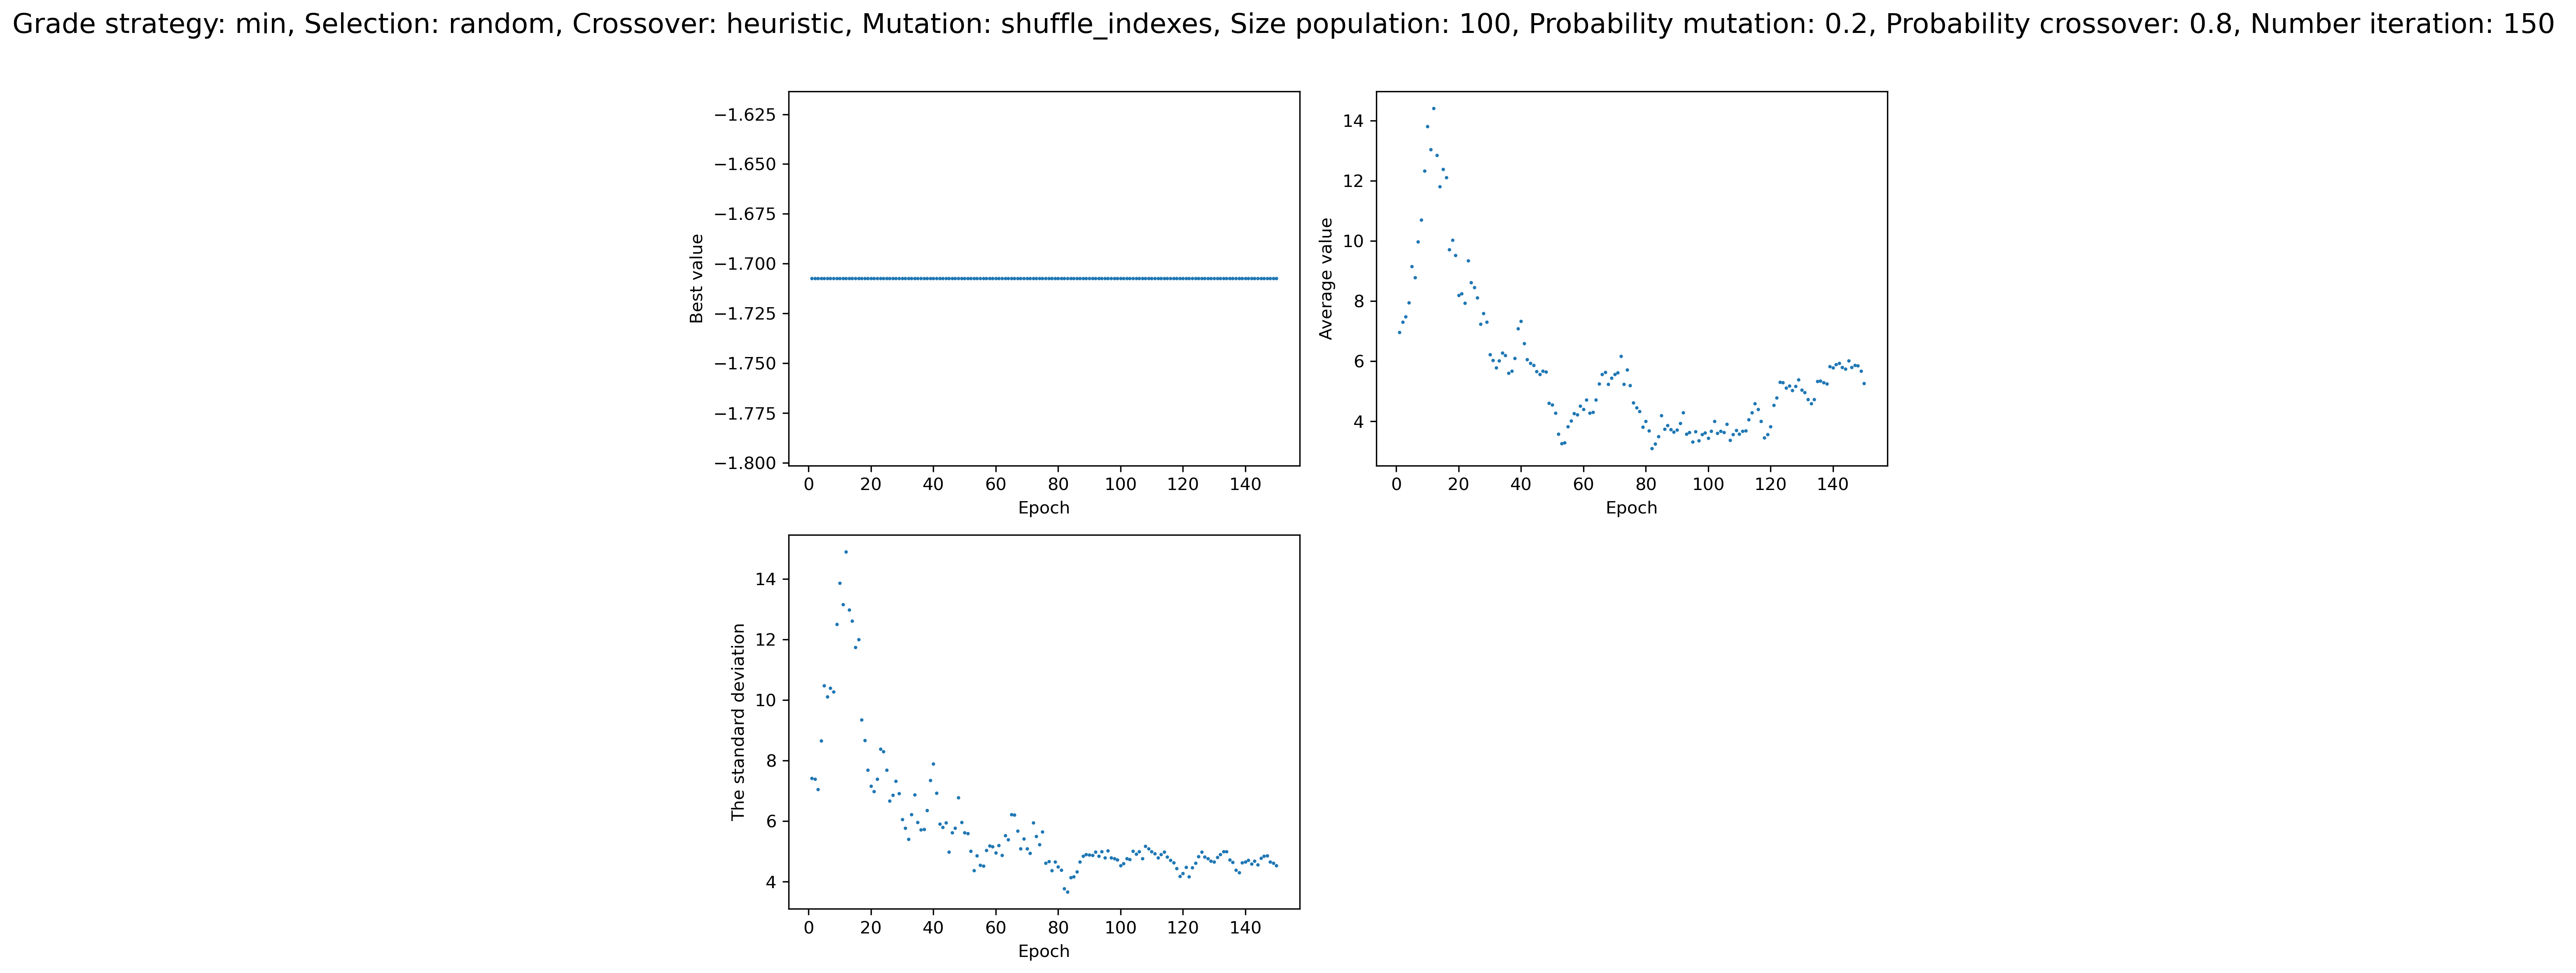 Grade strategy: min, Selection: random, Crossover: heuristic, Mutation: shuffle_indexes, Size population: 100, Probability mutation: 0.2, Probability crossover: 0.8, Number iteration: 150
Best value
−1.625
−1.650
−1.675
−1.700
−1.725
−1.750
−1.775
−1.800
0 20 40 60 80 100 120 140
Epoch
Average value
14
12
10
8
6
4
0 20 40 60 80 100 120 140
Epoch
The standard deviation
14
12
10
8
6
4
0 20 40 60 80 100 120 140
Epoch